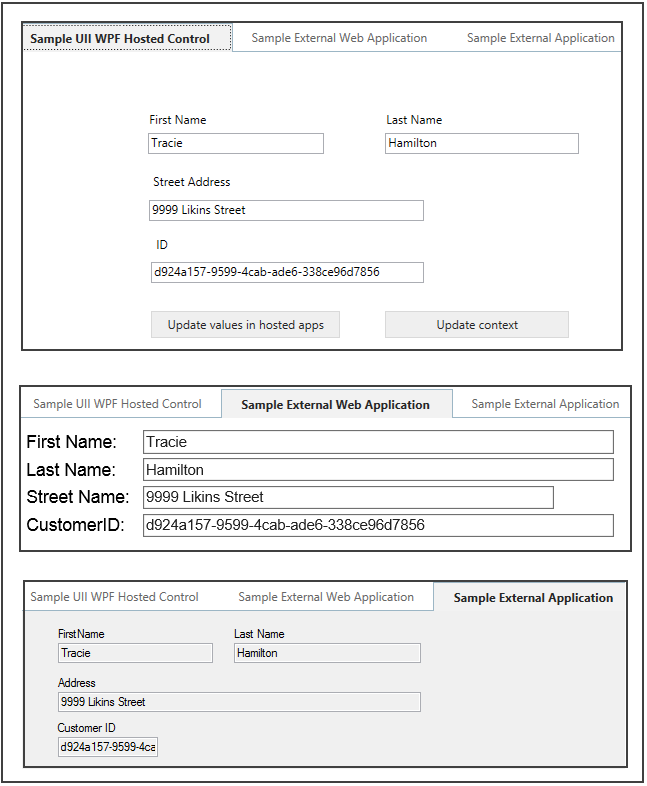 Sample UII WPF Hosted Control Sample External Web Application Sample External Application
First Name Last Name
Tracie Hamilton
Street Address
9999 Likins Street
ID
d924a157-9599-4cab-ade6-338ce96d7856
Update values in hosted apps Update context
Sample UII WPF Hosted Control Sample External Web Application Sample External Application
First Name: Tracie
Last Name: Hamilton
Street Name: 9999 Likins Street
CustomerID: d924a157-9599-4cab-ade6-338ce96d7856
Sample UII WPF Hosted Control Sample External Web Application Sample External Application
FirstName Last Name
Tracie Hamilton
Address
9999 Likins Street
Customer ID
d924a157-9599-4ca